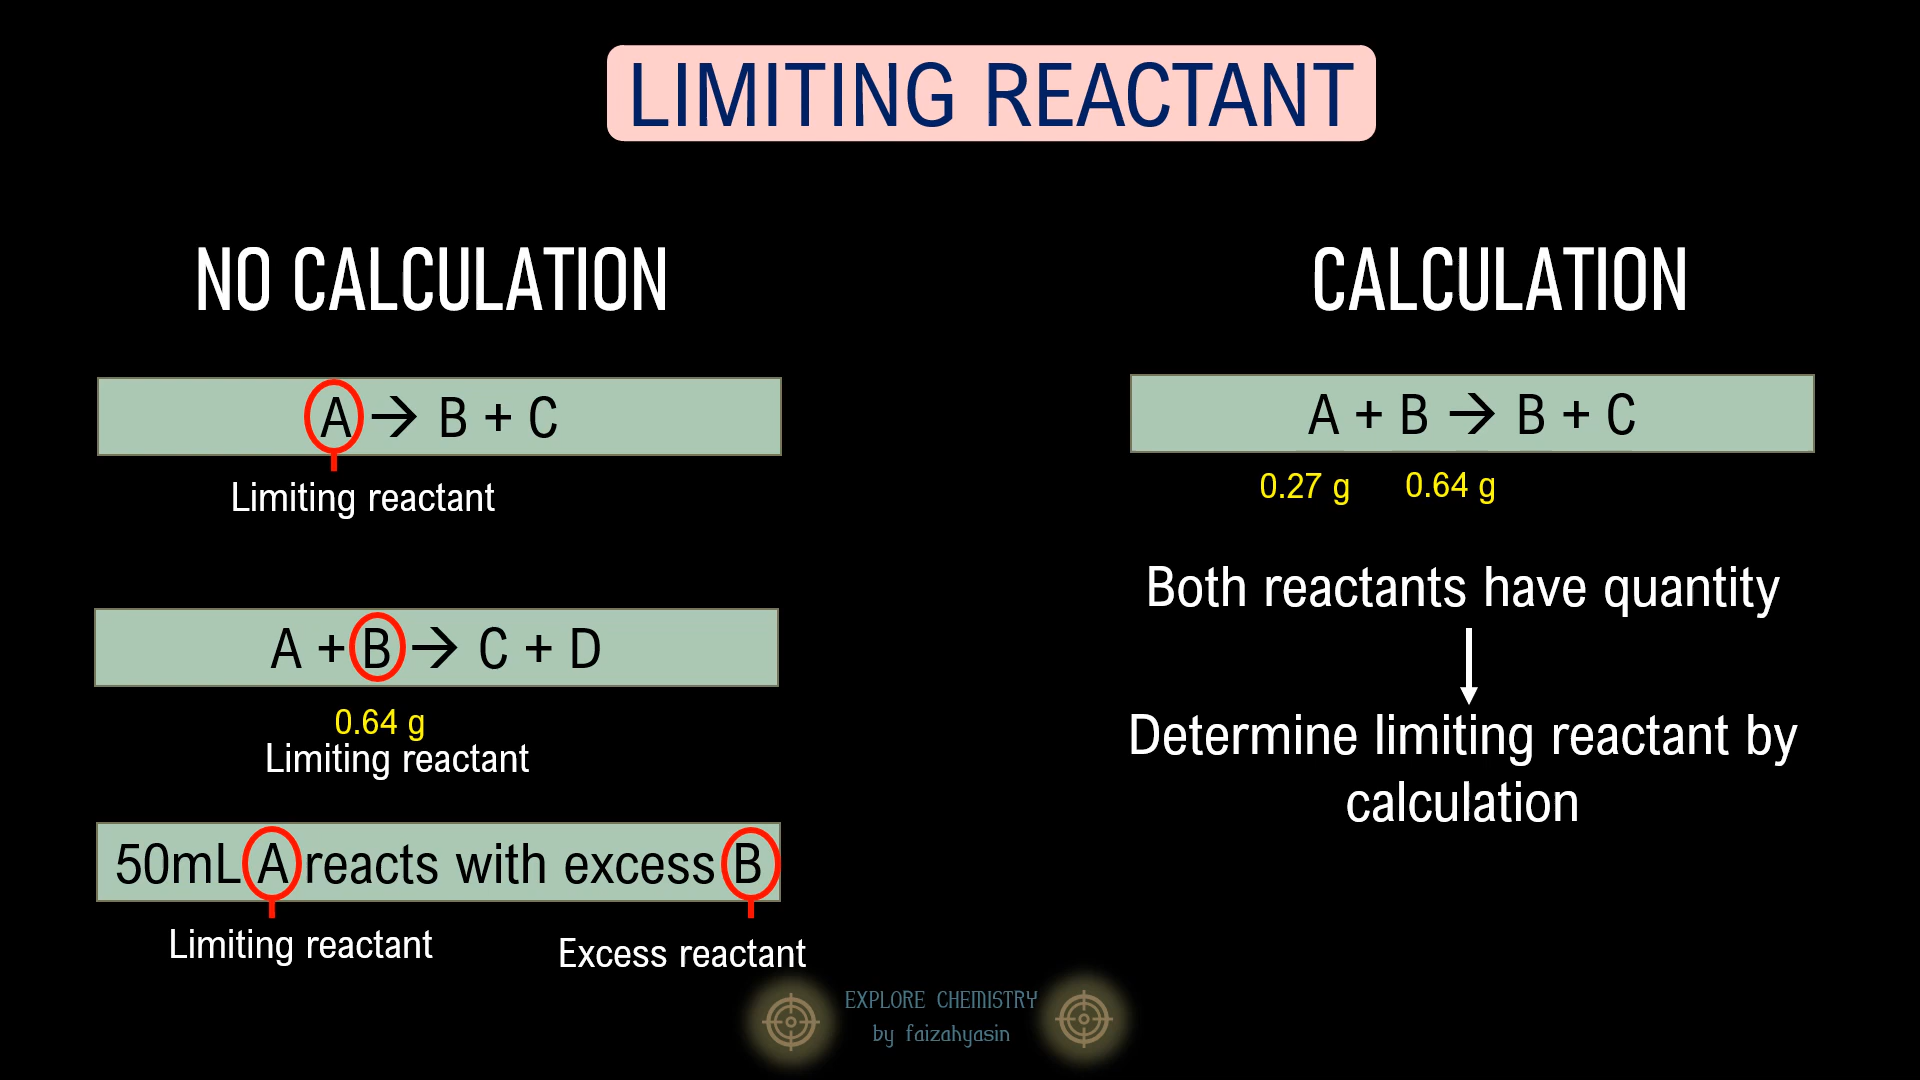 LIMITING REACTANT
NO CALCULATION
A → B + C
Limiting reactant
A + B → C + D
0.64 g
Limiting reactant
50mL A reacts with excess B
Limiting reactant
Excess reactant
CALCULATION
A + B → B + C
0.27 g 0.64 g
Both reactants have quantity
Determine limiting reactant by
calculation
EXPLORE CHEMISTRY
by faizahyasin